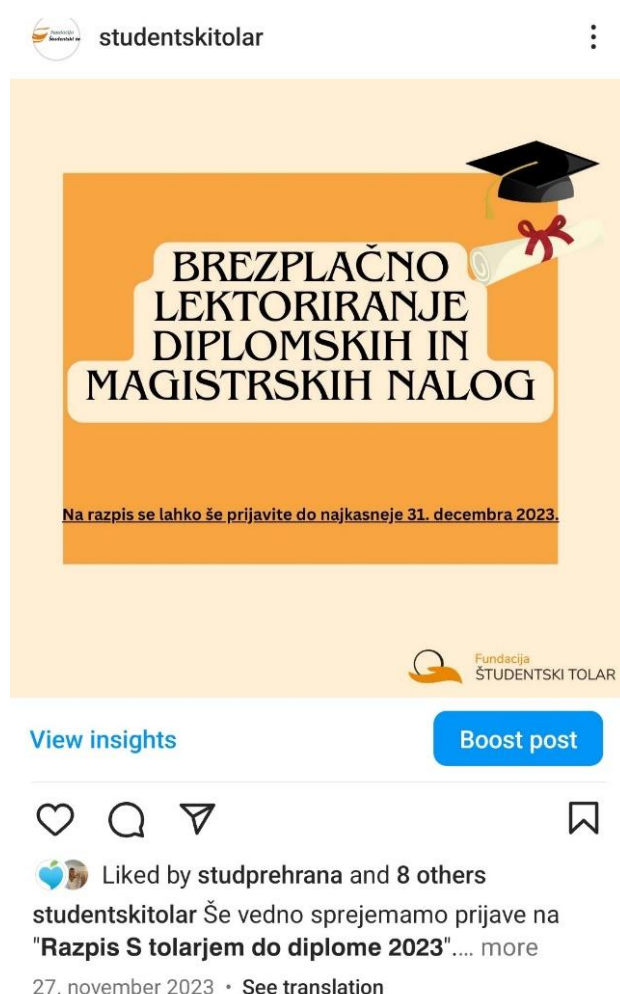 Fundacija
studentskitolar
BREZPLAČNO
LEKTORIRANJE
DIPLOMSKIH IN
MAGISTRSKIH NALOG
Na razpis se lahko še prijavite do najkasneje 31. decembra 2023.
Fundacija
ŠTUDENTSKI TOLAR
View insights
Boost post
Liked by studprehrana and 8 others
studentskitolar Še vedno sprejemamo prijave na
"Razpis S tolarjem do diplome 2023".... more
27. november 2023 • See translation